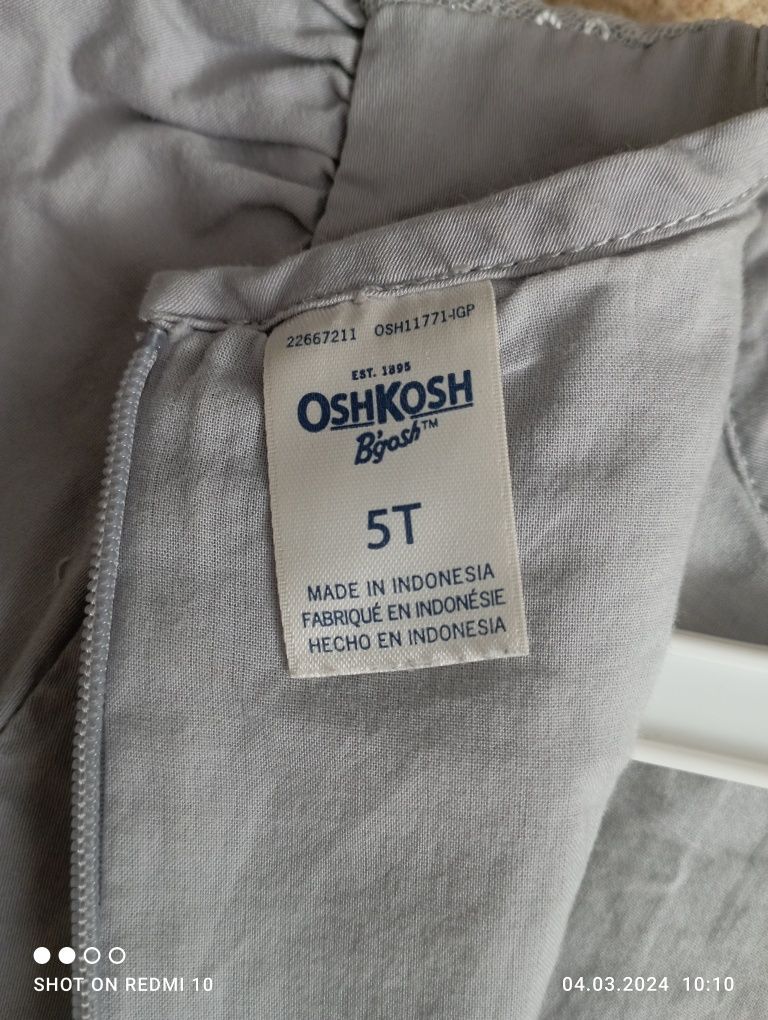 22667211 OSH11771-IGP
EST. 1895
OSHKOSH
B'gosh™
5T
MADE IN INDONESIA
FABRIQUÉ EN INDONÉSIE
HECHO EN INDONESIA
SHOT ON REDMI 10
04.03.2024 10:10